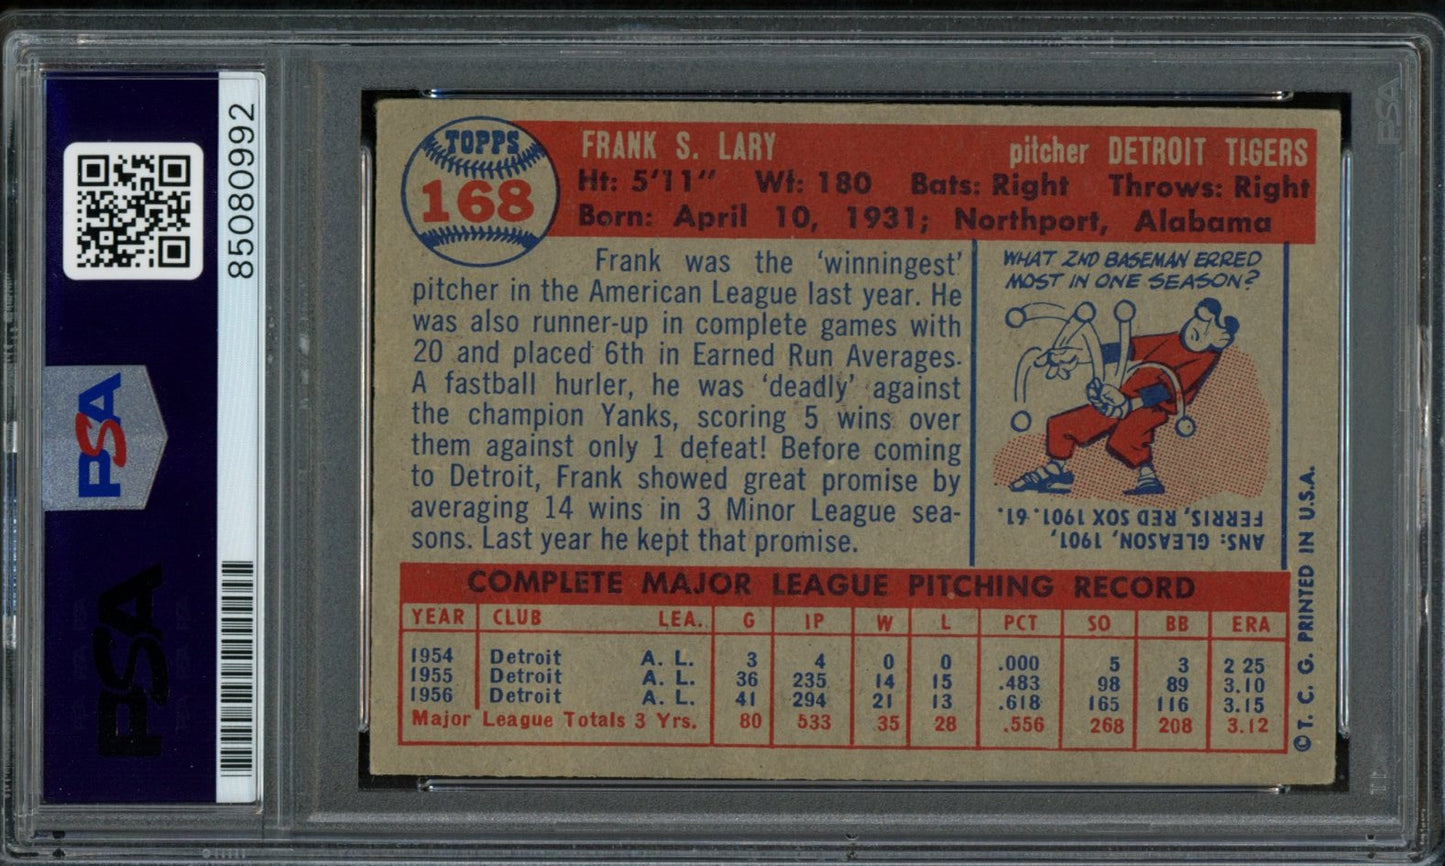 85080992
PSA
PSA
PSA
TOPPS
168
FRANK S. LARY pitcher DETROIT TIGERS
Ht: 5'11" Wt: 180 Bats: Right Throws: Right
Born: April 10, 1931; Northport, Alabama
Frank was the 'winningest'
pitcher in the American League last year. He
was also runner-up in complete games with
20 and placed 6th in Earned Run Averages.
A fastball hurler, he was 'deadly' against
the champion Yanks, scoring 5 wins over
them against only 1 defeat! Before coming
to Detroit, Frank showed great promise by
averaging 14 wins in 3 Minor League sea-
sons. Last year he kept that promise.
WHAT 2ND BASEMAN ERRED
MOST IN ONE SEASON?
ANS: GLEASON, 1901,
FERRIS, RED SOX 1901. 61.
COMPLETE MAJOR LEAGUE PITCHING RECORD
YEAR CLUB LEA. G IP W L PCT SO BB ERA
1954 Detroit A. L. 3 4 0 0 .000 5 3 2 25
1955 Detroit A. L. 36 235 14 15 .483 98 89 3.10
1956 Detroit A. L. 41 294 21 13 .618 165 116 3.15
Major League Totals 3 Yrs. 80 533 35 28 .556 268 208 3.12
© T. C. G. PRINTED IN U.S.A.